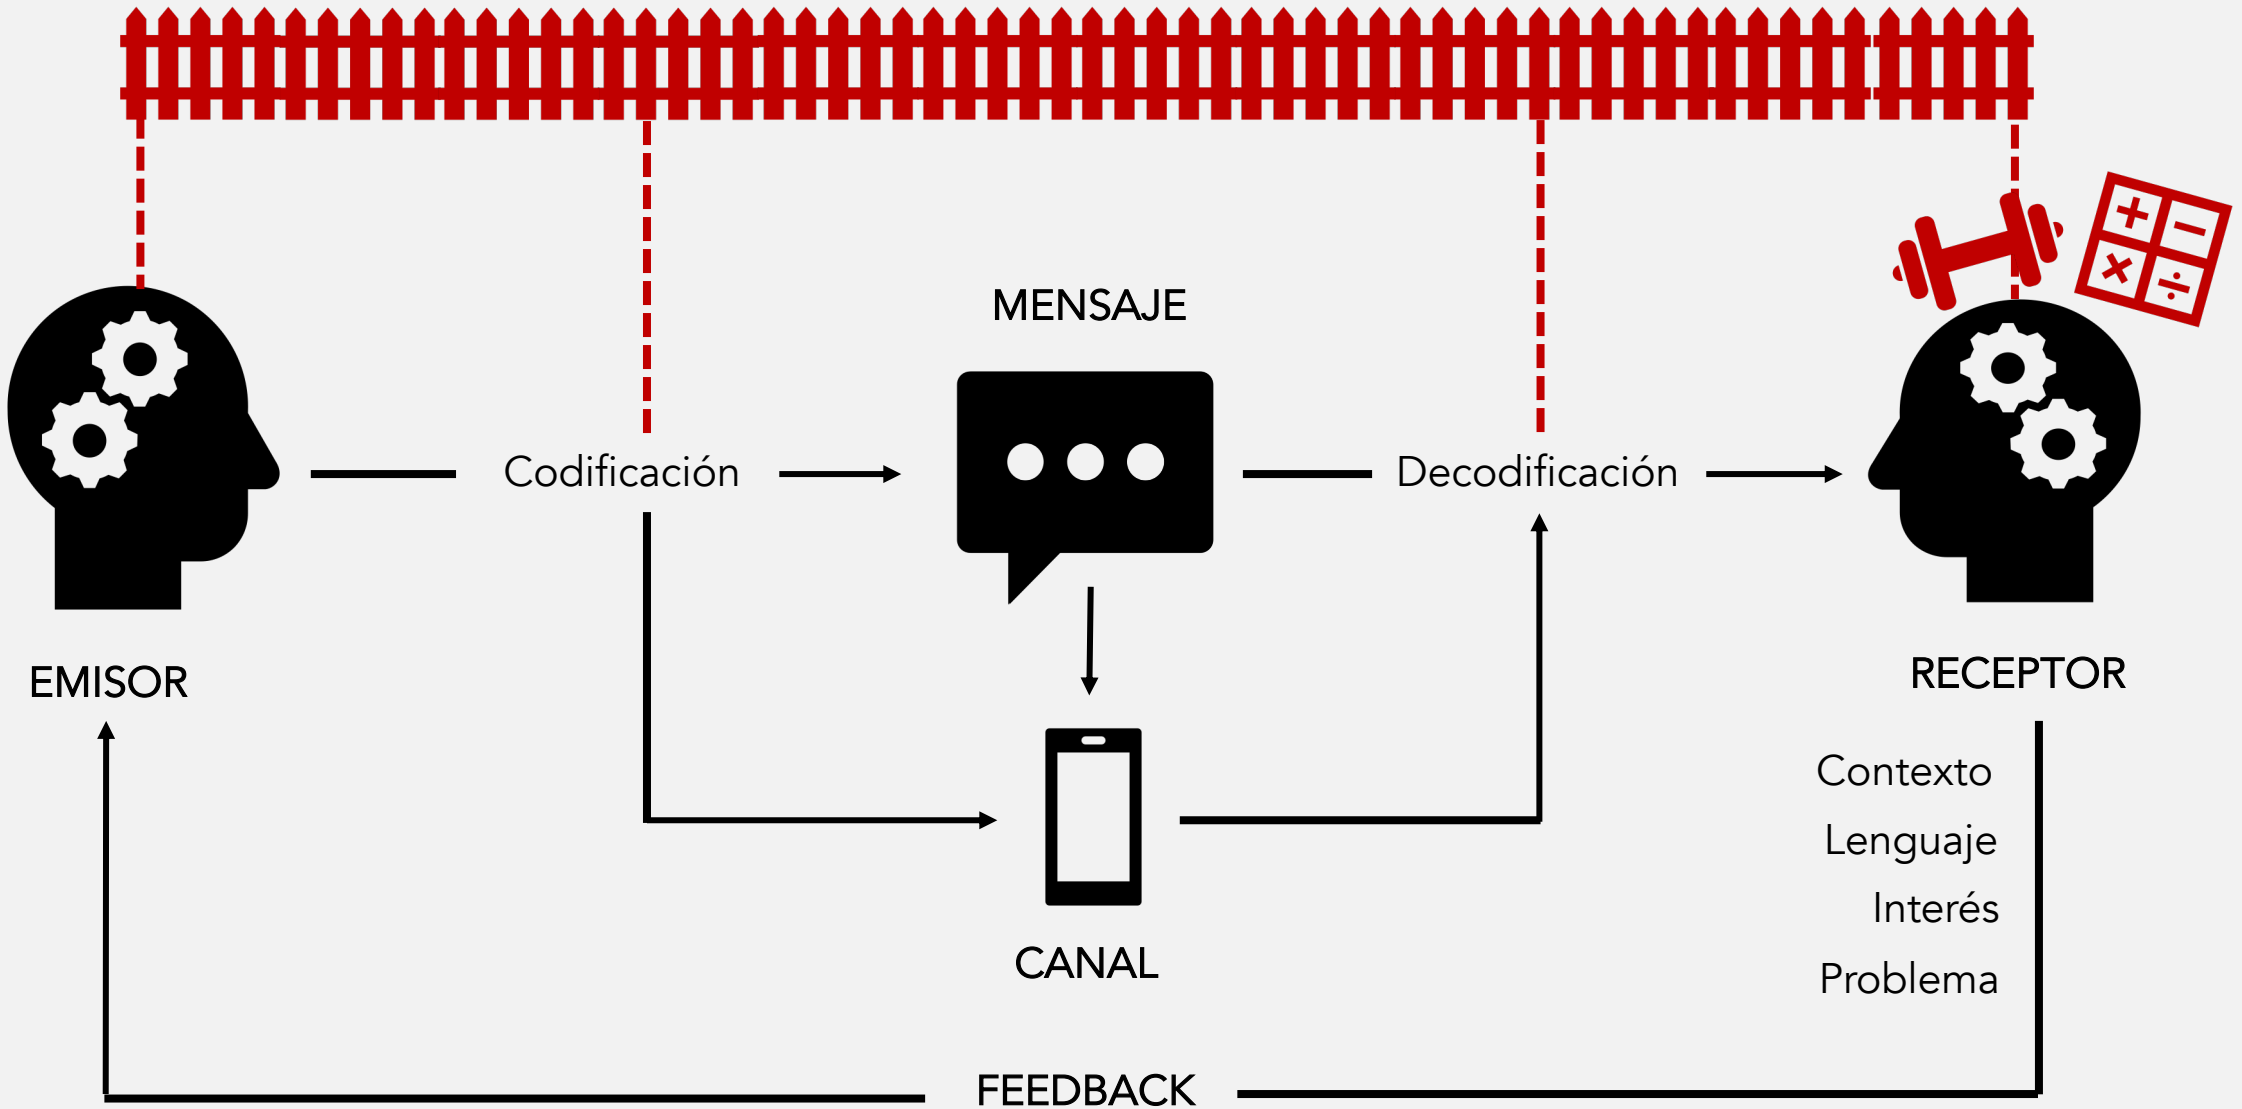 MENSAJE
Codificación
Decodificación
EMISOR
RECEPTOR
Contexto
Lenguaje
Interés
Problema
CANAL
FEEDBACK